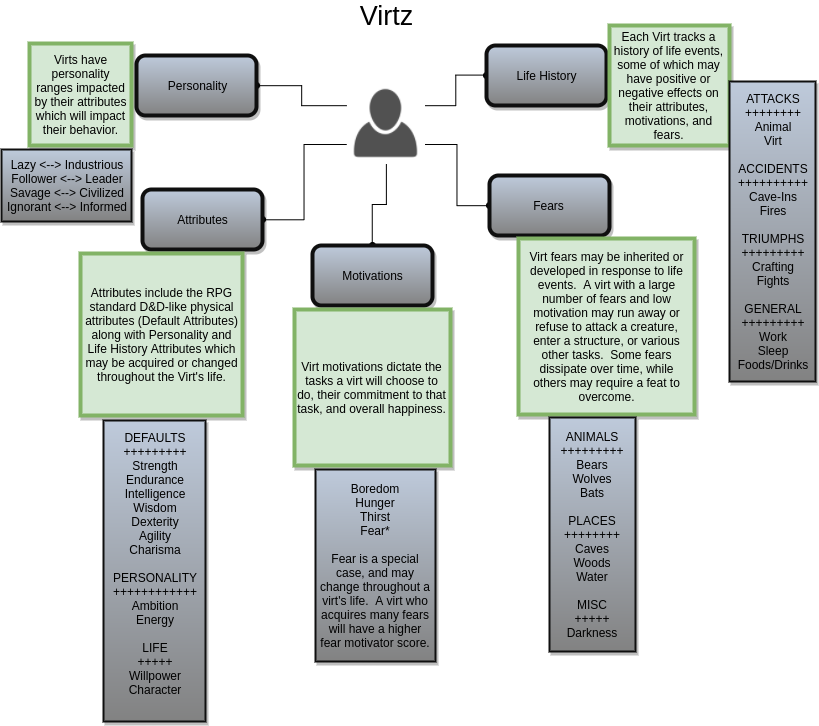 Virtz
Virts have
personality
ranges impacted
by their attributes
which will impact
their behavior.
Personality
Lazy <--> Industrious
Follower <--> Leader
Savage <--> Civilized
Ignorant <--> Informed
Life History
Each Virt tracks a
history of life events,
some of which may
have positive or
negative effects on
their attributes,
motivations, and
fears.
ATTACKS
++++++++
Animal
Virt
ACCIDENTS
++++++++++
Cave-Ins
Fires
TRIUMPHS
+++++++++
Crafting
Fights
GENERAL
+++++++++
Work
Sleep
Foods/Drinks
Attributes
Attributes include the RPG
standard D&D-like physical
attributes (Default Attributes)
along with Personality and
Life History Attributes which
may be acquired or changed
throughout the Virt's life.
DEFAULTS
+++++++++
Strength
Endurance
Intelligence
Wisdom
Dexterity
Agility
Charisma
PERSONALITY
++++++++++++
Ambition
Energy
LIFE
+++++
Willpower
Character
Motivations
Virt motivations dictate the
tasks a virt will choose to
do, their commitment to that
task, and overall happiness.
Boredom
Hunger
Thirst
Fear*
Fear is a special
case, and may
change throughout a
virt's life.  A virt who
acquires many fears
will have a higher
fear motivator score.
Fears
Virt fears may be inherited or
developed in response to life
events.  A virt with a large
number of fears and low
motivation may run away or
refuse to attack a creature,
enter a structure, or various
other tasks.  Some fears
dissipate over time, while
others may require a feat to
overcome.
ANIMALS
+++++++++
Bears
Wolves
Bats
PLACES
++++++++
Caves
Woods
Water
MISC
+++++
Darkness